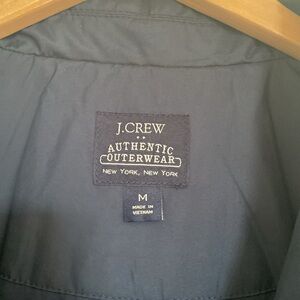 J.CREW
AUTHENTIC
OUTERWEAR
NEW YORK, NEW YORK
M
MADE IN
VIETNAM